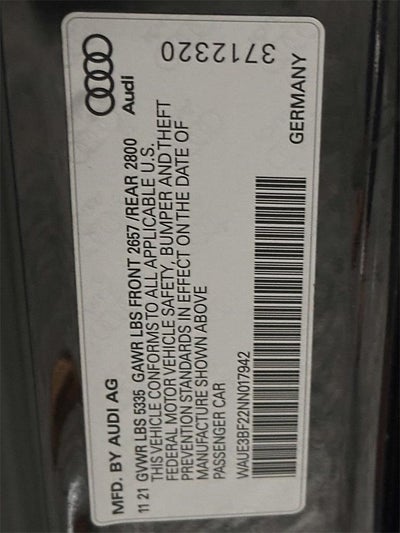 MFD. BY AUDI AG
Audi
11 21 GVWR LBS 5335 GAWR LBS FRONT 2657 /REAR 2800
THIS VEHICLE CONFORMS TO ALL APPLICABLE U.S.
FEDERAL MOTOR VEHICLE SAFETY, BUMPER AND THEFT
PREVENTION STANDARDS IN EFFECT ON THE DATE OF
MANUFACTURE SHOWN ABOVE
PASSENGER CAR
WAUE3BF22NN017942
3712320
GERMANY